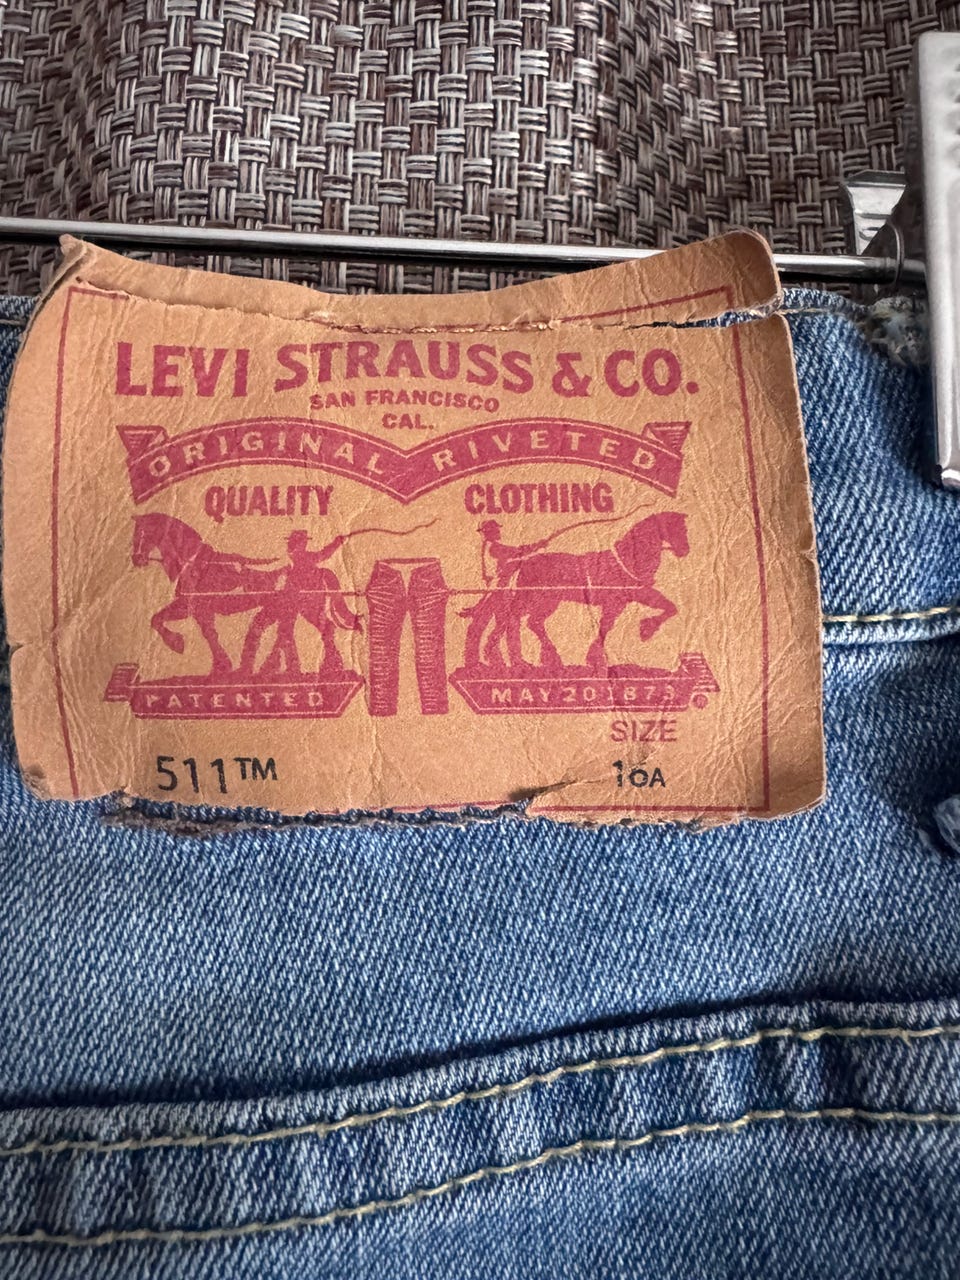 LEVI STRAUSS & CO.
SAN FRANCISCO
CAL.
ORIGINAL RIVETED
QUALITY CLOTHING
PATENTED MAY 20 1873 ®
SIZE
511™ 16A